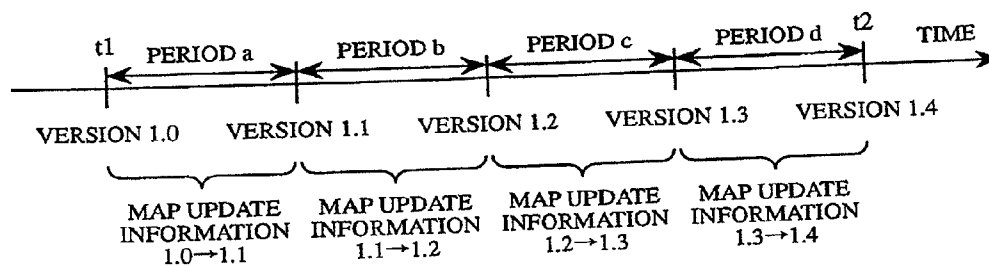 t1 PERIOD a PERIOD b PERIOD c PERIOD d t2 TIME
VERSION 1.0 VERSION 1.1 VERSION 1.2 VERSION 1.3 VERSION 1.4
MAP UPDATE MAP UPDATE MAP UPDATE MAP UPDATE
INFORMATION INFORMATION INFORMATION INFORMATION
1.0→1.1 1.1→1.2 1.2→1.3 1.3→1.4